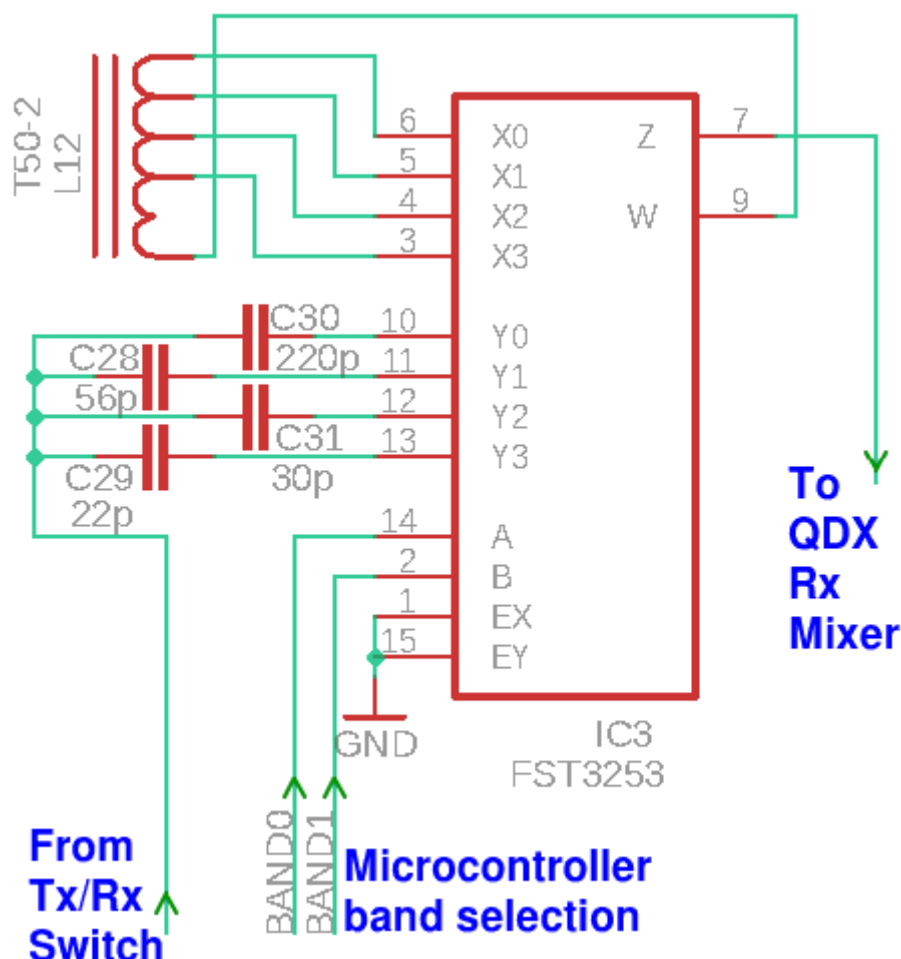 T50-2
L12
6
X0
Z
7
5
X1
4
X2
W
9
3
X3
C30
220p
10
Y0
C28
56p
11
Y1
12
Y2
C31
30p
13
Y3
C29
22p
14
A
2
B
1
EX
15
EY
GND
IC3
FST3253
To
QDX
Rx
Mixer
BAND0
BAND1
From
Tx/Rx
Switch
Microcontroller
band selection